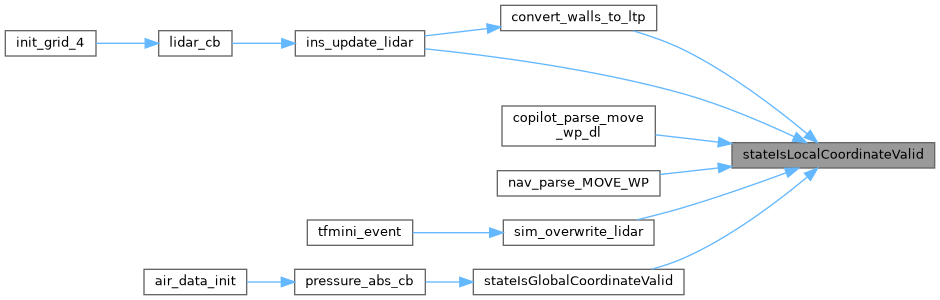 convert_walls_to_ltp
init_grid_4
lidar_cb
ins_update_lidar
copilot_parse_move
_wp_dl
stateIsLocalCoordinateValid
nav_parse_MOVE_WP
tfmini_event
sim_overwrite_lidar
air_data_init
pressure_abs_cb
stateIsGlobalCoordinateValid